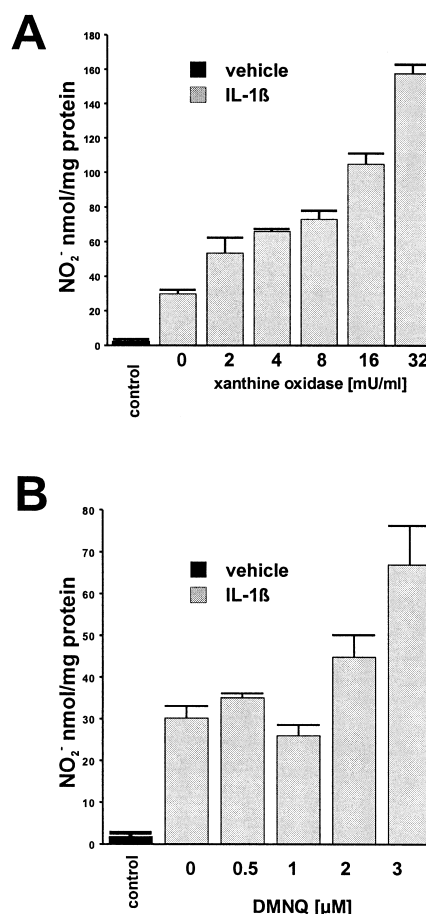 A
NO₂⁻ nmol/mg protein
180
160
140
120
100
80
60
40
20
0
vehicle
IL-1ß
control
0 2 4 8 16 32
xanthine oxidase [mU/ml]
B
NO₂⁻ nmol/mg protein
80
70
60
50
40
30
20
10
0
vehicle
IL-1ß
control
0 0.5 1 2 3
DMNQ [µM]